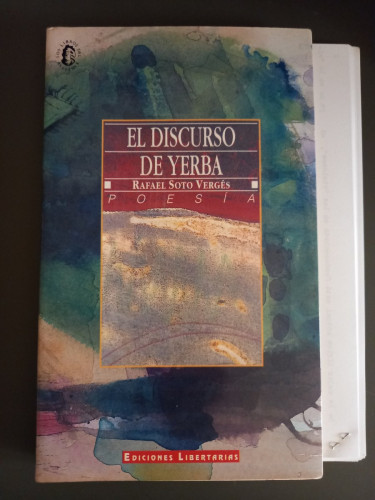 EL DISCURSO
DE YERBA
RAFAEL SOTO VERGÉS
POESÍA
EDICIONES LIBERTARIAS